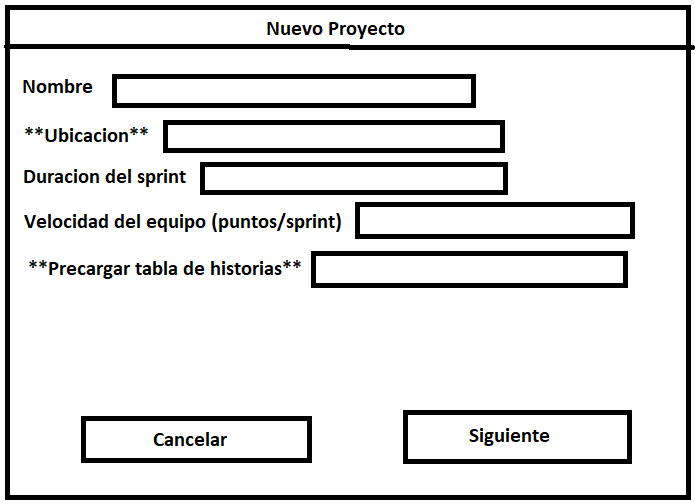 Nuevo Proyecto
Nombre
**Ubicacion**
Duracion del sprint
Velocidad del equipo (puntos/sprint)
**Precargar tabla de historias**
Cancelar
Siguiente